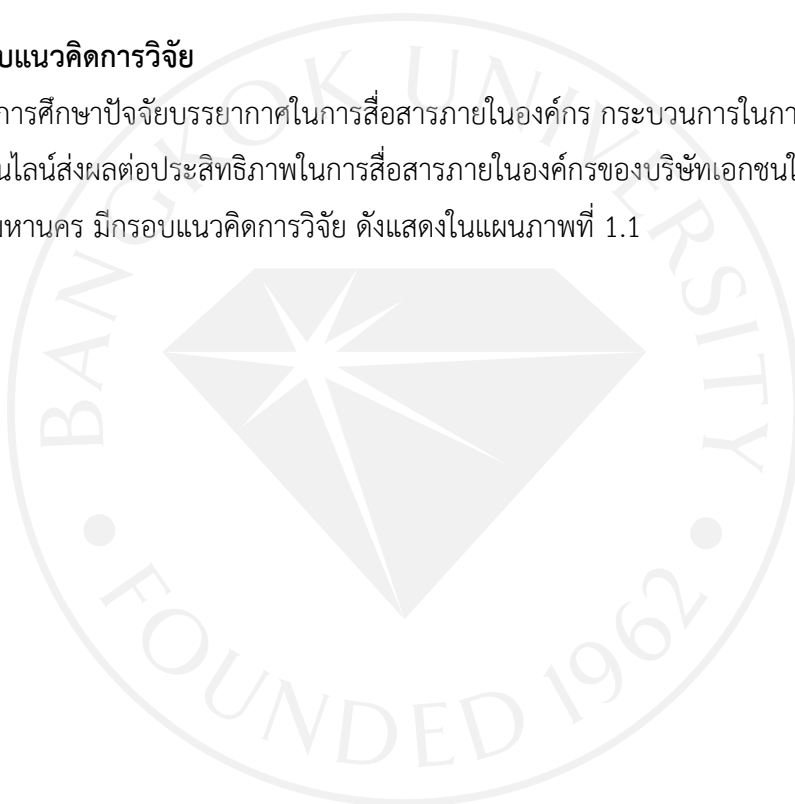 บแนวคิดการวิจัย
การศึกษาปัจจัยบรรยากาศในการสื่อสารภายในองค์กร กระบวนการในกา
นไลน์ส่งผลต่อประสิทธิภาพในการสื่อสารภายในองค์กรของบริษัทเอกชนใ
มหานคร มีกรอบแนวคิดการวิจัย ดังแสดงในแผนภาพที่ 1.1
BANGKOK UNIVERSITY
FOUNDED 1962